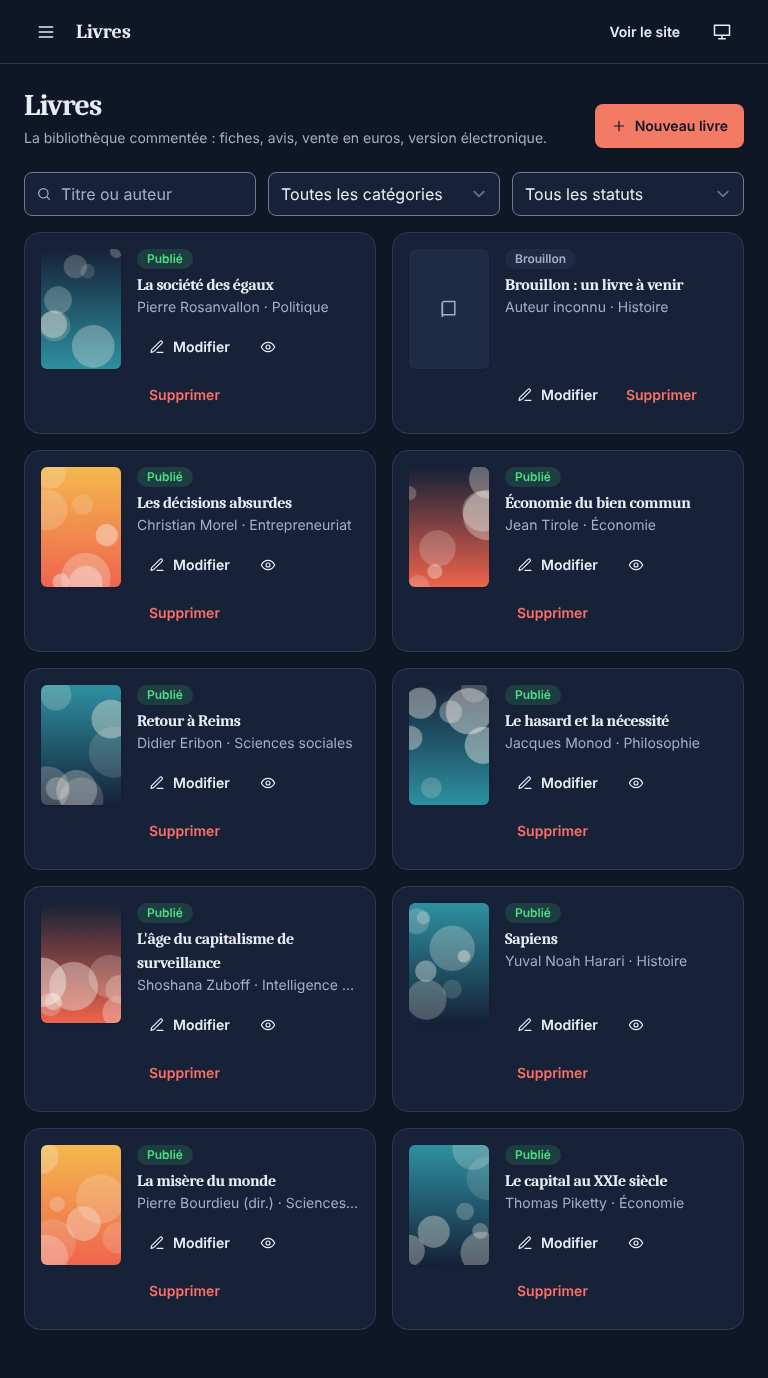 Livres
Voir le site
Livres
La bibliothèque commentée : fiches, avis, vente en euros, version électronique.
Nouveau livre
Titre ou auteur
Toutes les catégories
Tous les statuts
Publié
La société des égaux
Pierre Rosanvallon · Politique
Modifier
Supprimer
Brouillon
Brouillon : un livre à venir
Auteur inconnu · Histoire
Modifier
Supprimer
Publié
Les décisions absurdes
Christian Morel · Entrepreneuriat
Modifier
Supprimer
Publié
Économie du bien commun
Jean Tirole · Économie
Modifier
Supprimer
Publié
Retour à Reims
Didier Eribon · Sciences sociales
Modifier
Supprimer
Publié
Le hasard et la nécessité
Jacques Monod · Philosophie
Modifier
Supprimer
Publié
L'âge du capitalisme de
surveillance
Shoshana Zuboff · Intelligence ...
Modifier
Supprimer
Publié
Sapiens
Yuval Noah Harari · Histoire
Modifier
Supprimer
Publié
La misère du monde
Pierre Bourdieu (dir.) · Sciences...
Modifier
Supprimer
Publié
Le capital au XXIe siècle
Thomas Piketty · Économie
Modifier
Supprimer